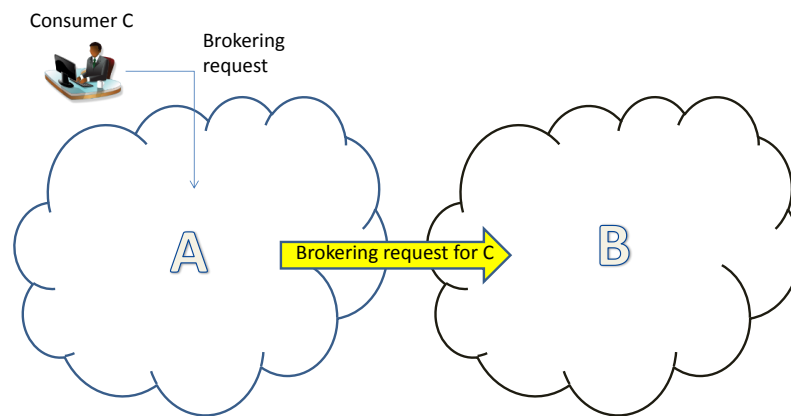 Consumer C
Brokering
request
A
Brokering request for C
B